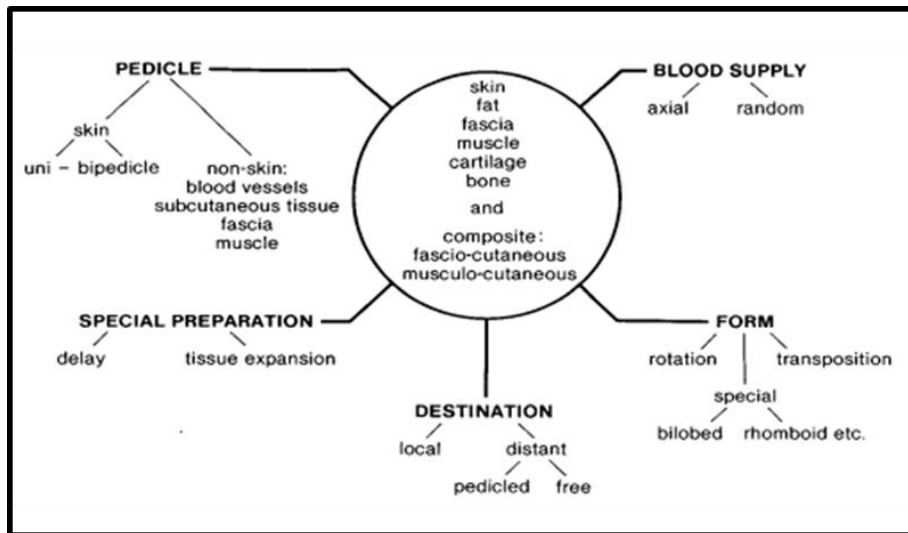 PEDICLE
skin
uni – bipedicle
non-skin:
blood vessels
subcutaneous tissue
fascia
muscle
skin
fat
fascia
muscle
cartilage
bone
and
composite:
fascio-cutaneous
musculo-cutaneous
BLOOD SUPPLY
axial random
SPECIAL PREPARATION
delay tissue expansion
DESTINATION
local distant
pedicled free
FORM
rotation transposition
special
bilobed rhomboid etc.